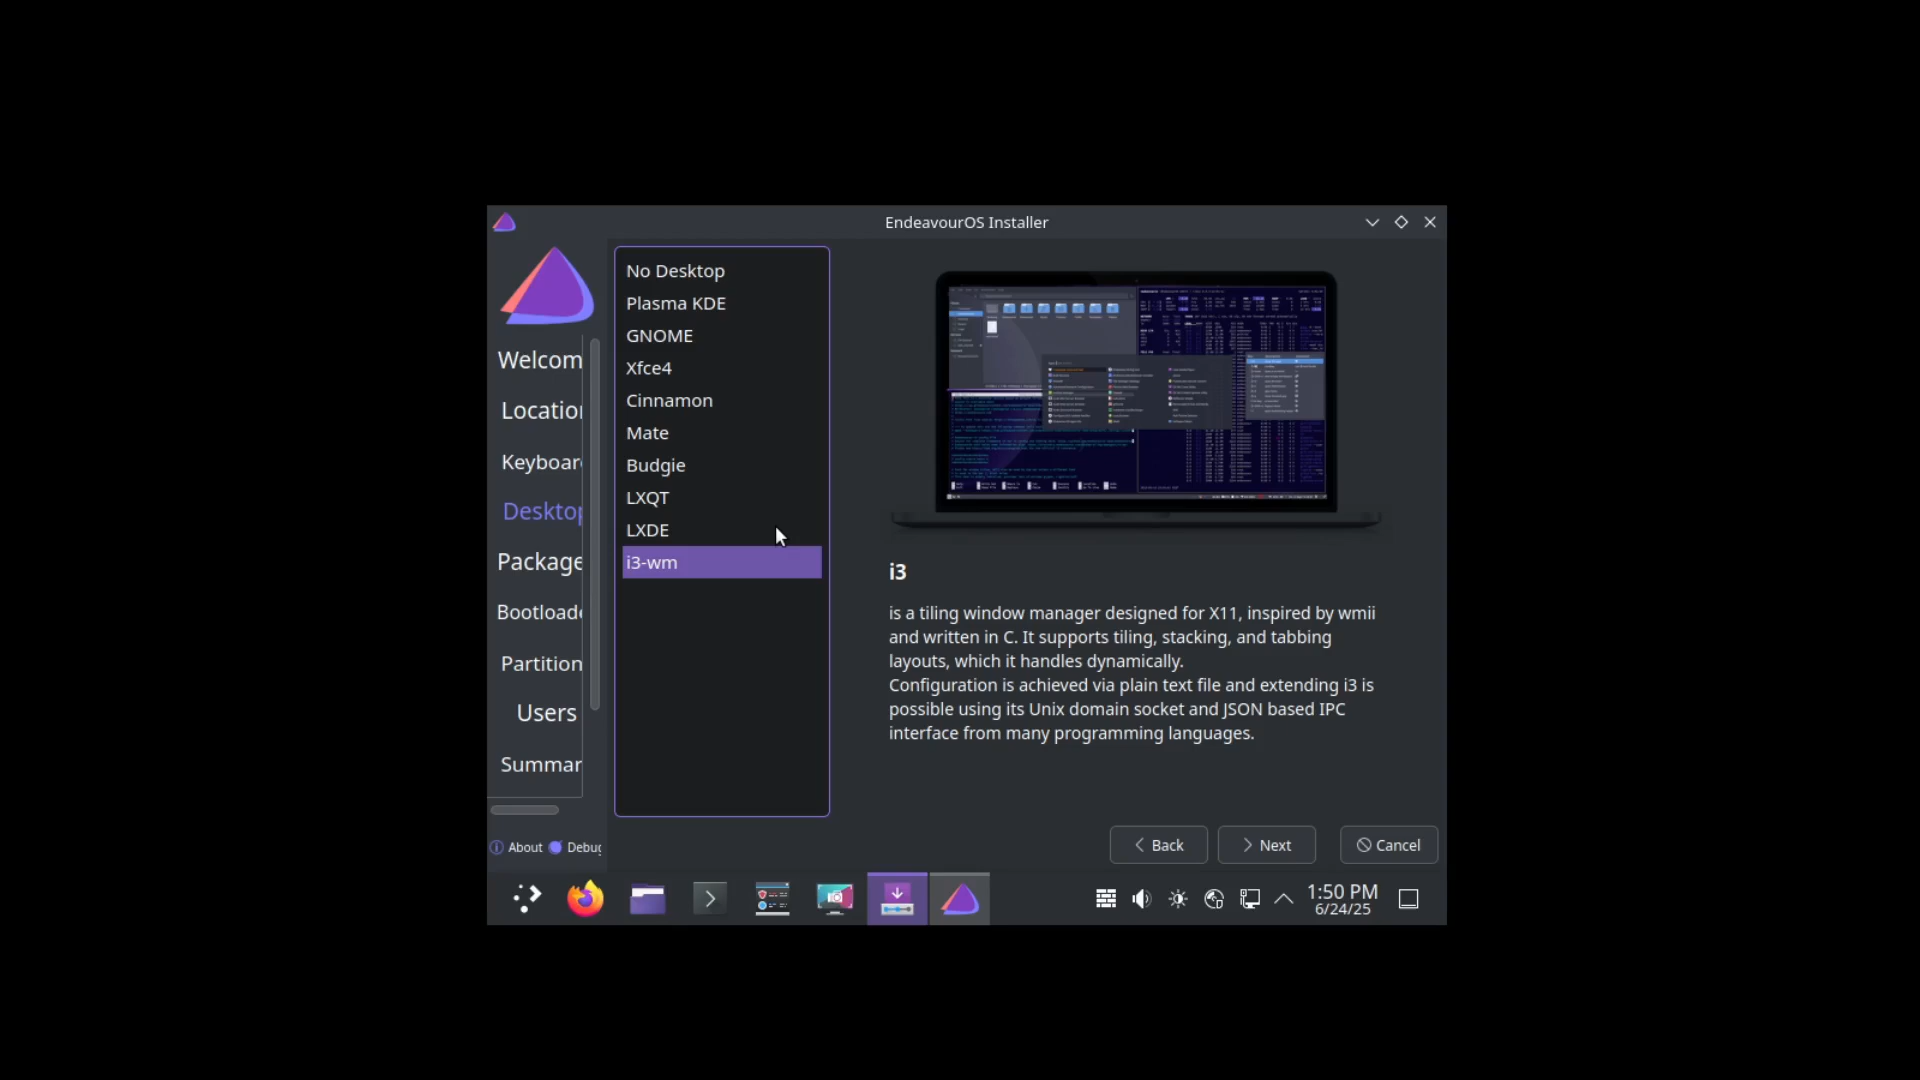 EndeavourOS Installer
Welcom
Location
Keyboar
Desktop
Package
Bootloade
Partition
Users
Summar
About
Debug
No Desktop
Plasma KDE
GNOME
Xfce4
Cinnamon
Mate
Budgie
LXQT
LXDE
i3-wm
i3
is a tiling window manager designed for X11, inspired by wmii
and written in C. It supports tiling, stacking, and tabbing
layouts, which it handles dynamically.
Configuration is achieved via plain text file and extending i3 is
possible using its Unix domain socket and JSON based IPC
interface from many programming languages.
Back
Next
Cancel
1:50 PM
6/24/25